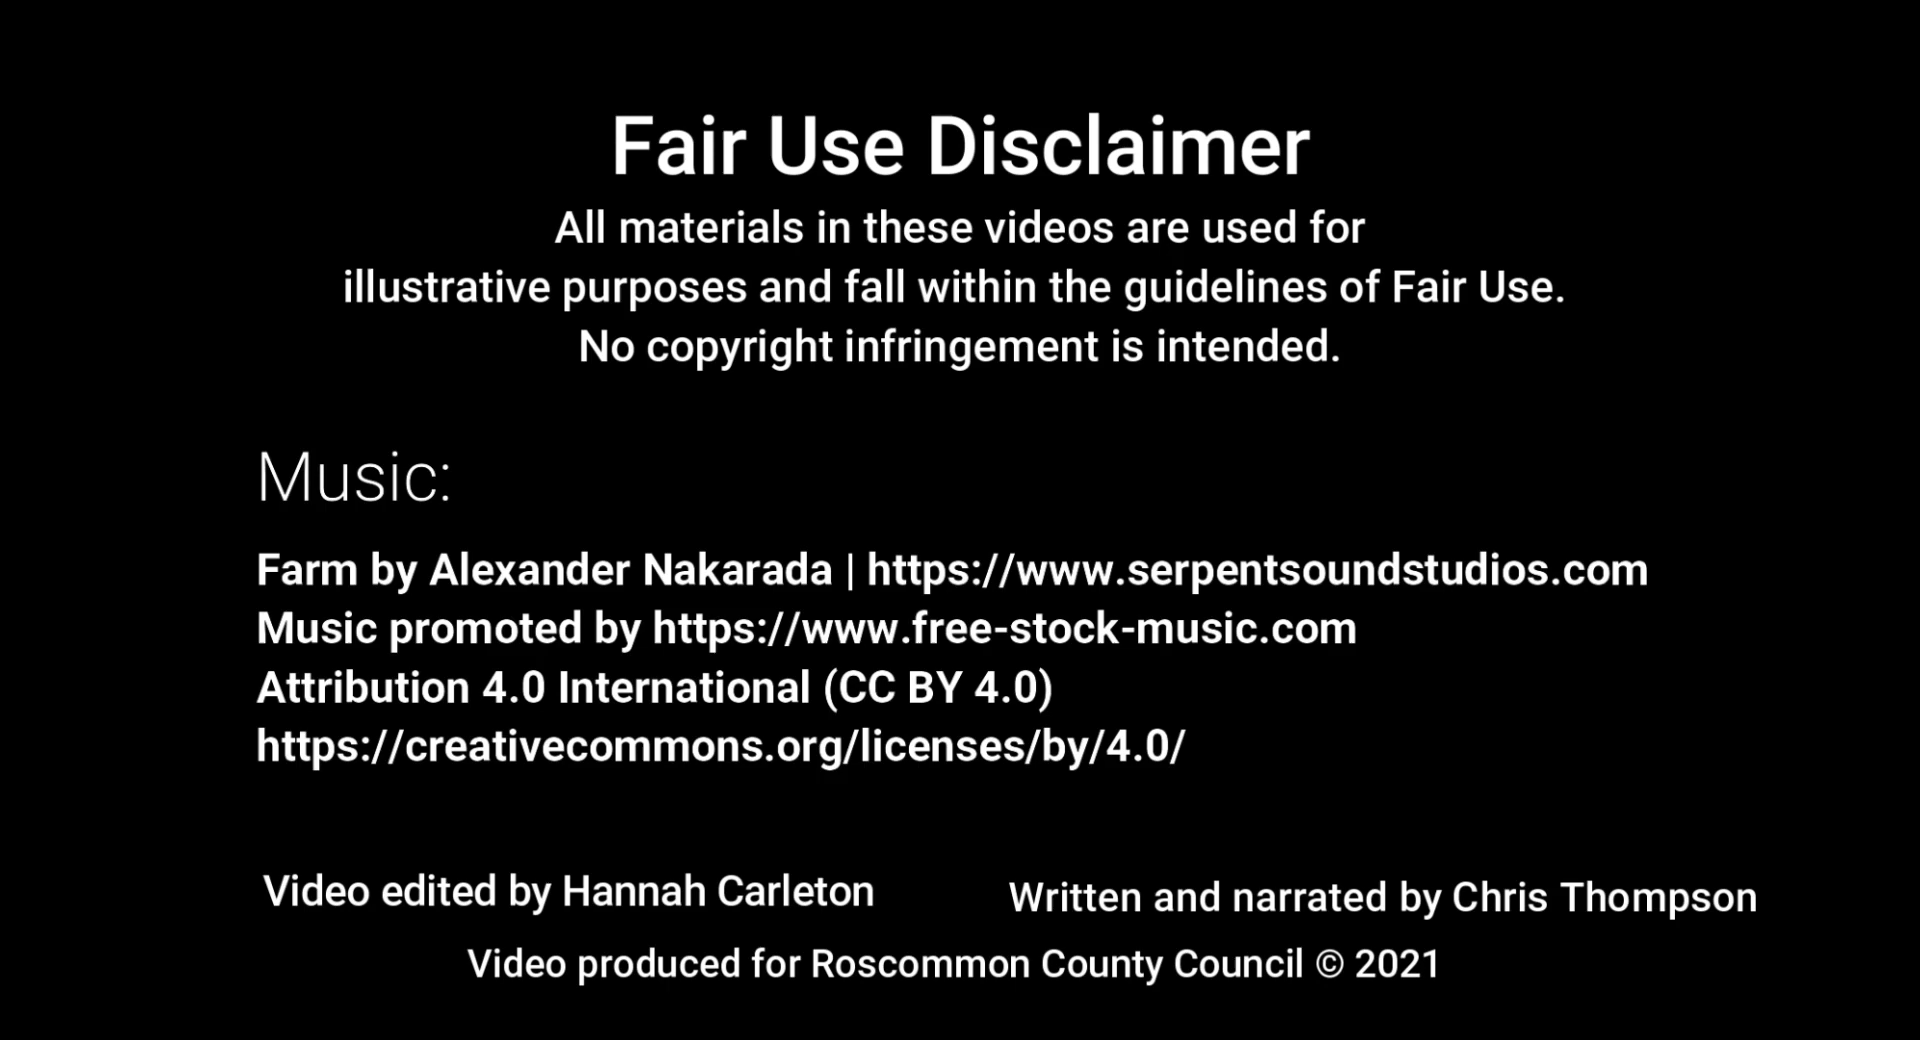 Fair Use Disclaimer
All materials in these videos are used for
illustrative purposes and fall within the guidelines of Fair Use.
No copyright infringement is intended.
Music:
Farm by Alexander Nakarada | https://www.serpentsoundstudios.com
Music promoted by https://www.free-stock-music.com
Attribution 4.0 International (CC BY 4.0)
https://creativecommons.org/licenses/by/4.0/
Video edited by Hannah Carleton
Written and narrated by Chris Thompson
Video produced for Roscommon County Council © 2021